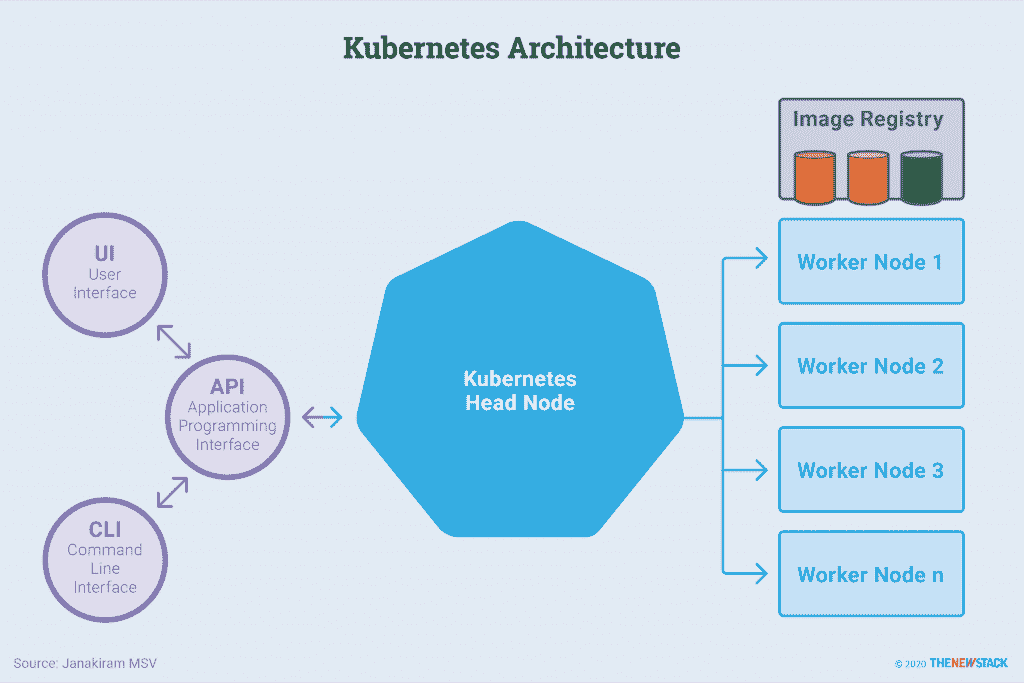 Kubernetes Architecture
Image Registry
UI
User
Interface
API
Application
Programming
Interface
CLI
Command
Line
Interface
Kubernetes
Head Node
Worker Node 1
Worker Node 2
Worker Node 3
Worker Node n
Source: Janakiram MSV
© 2020 THENEWSTACK